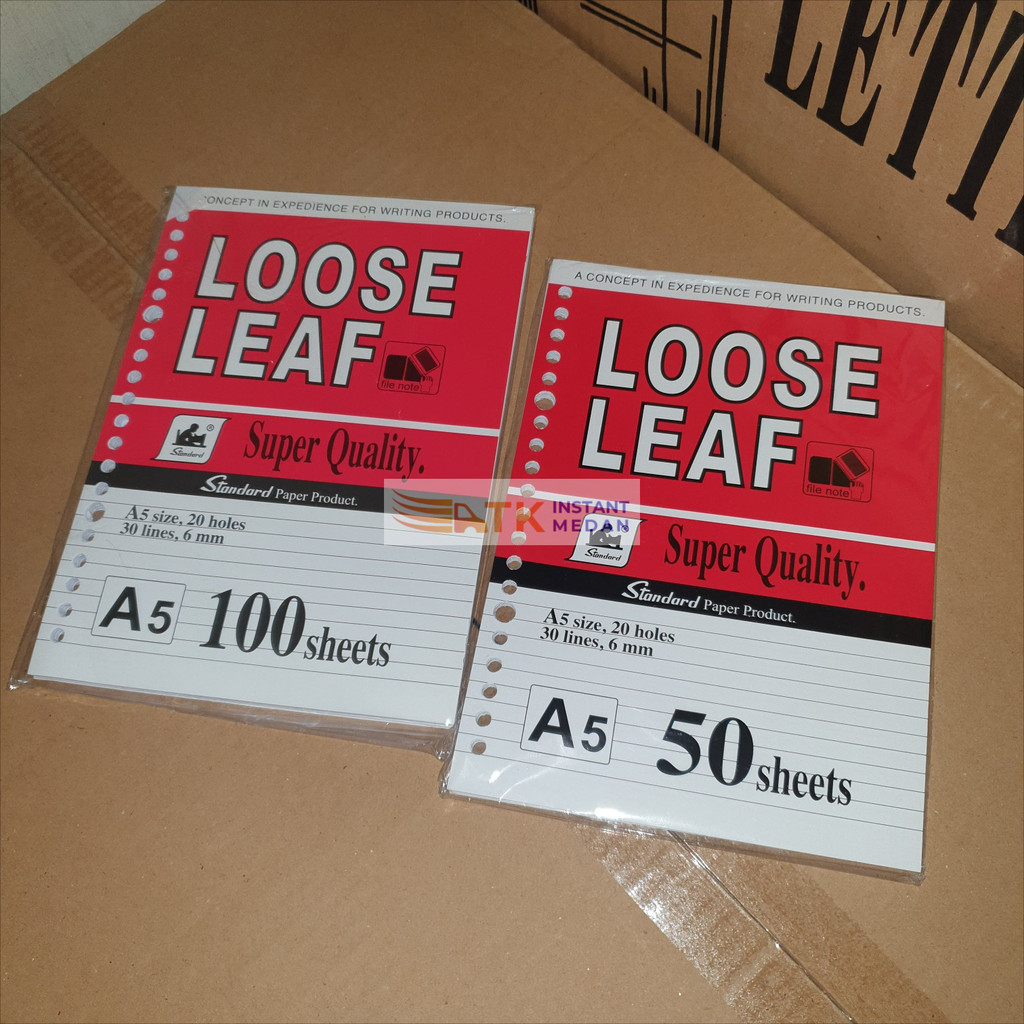 LETT
CONCEPT IN EXPEDIENCE FOR WRITING PRODUCTS.
LOOSE
LEAF
file note
Standard
Super Quality.
Standard Paper Product.
A5 size, 20 holes
30 lines, 6 mm
A5
100 sheets
A CONCEPT IN EXPEDIENCE FOR WRITING PRODUCTS.
LOOSE
LEAF
file note
Standard
Super Quality.
Standard Paper Product.
A5 size, 20 holes
30 lines, 6 mm
A5
50 sheets
ATK INSTANT
MEDAN